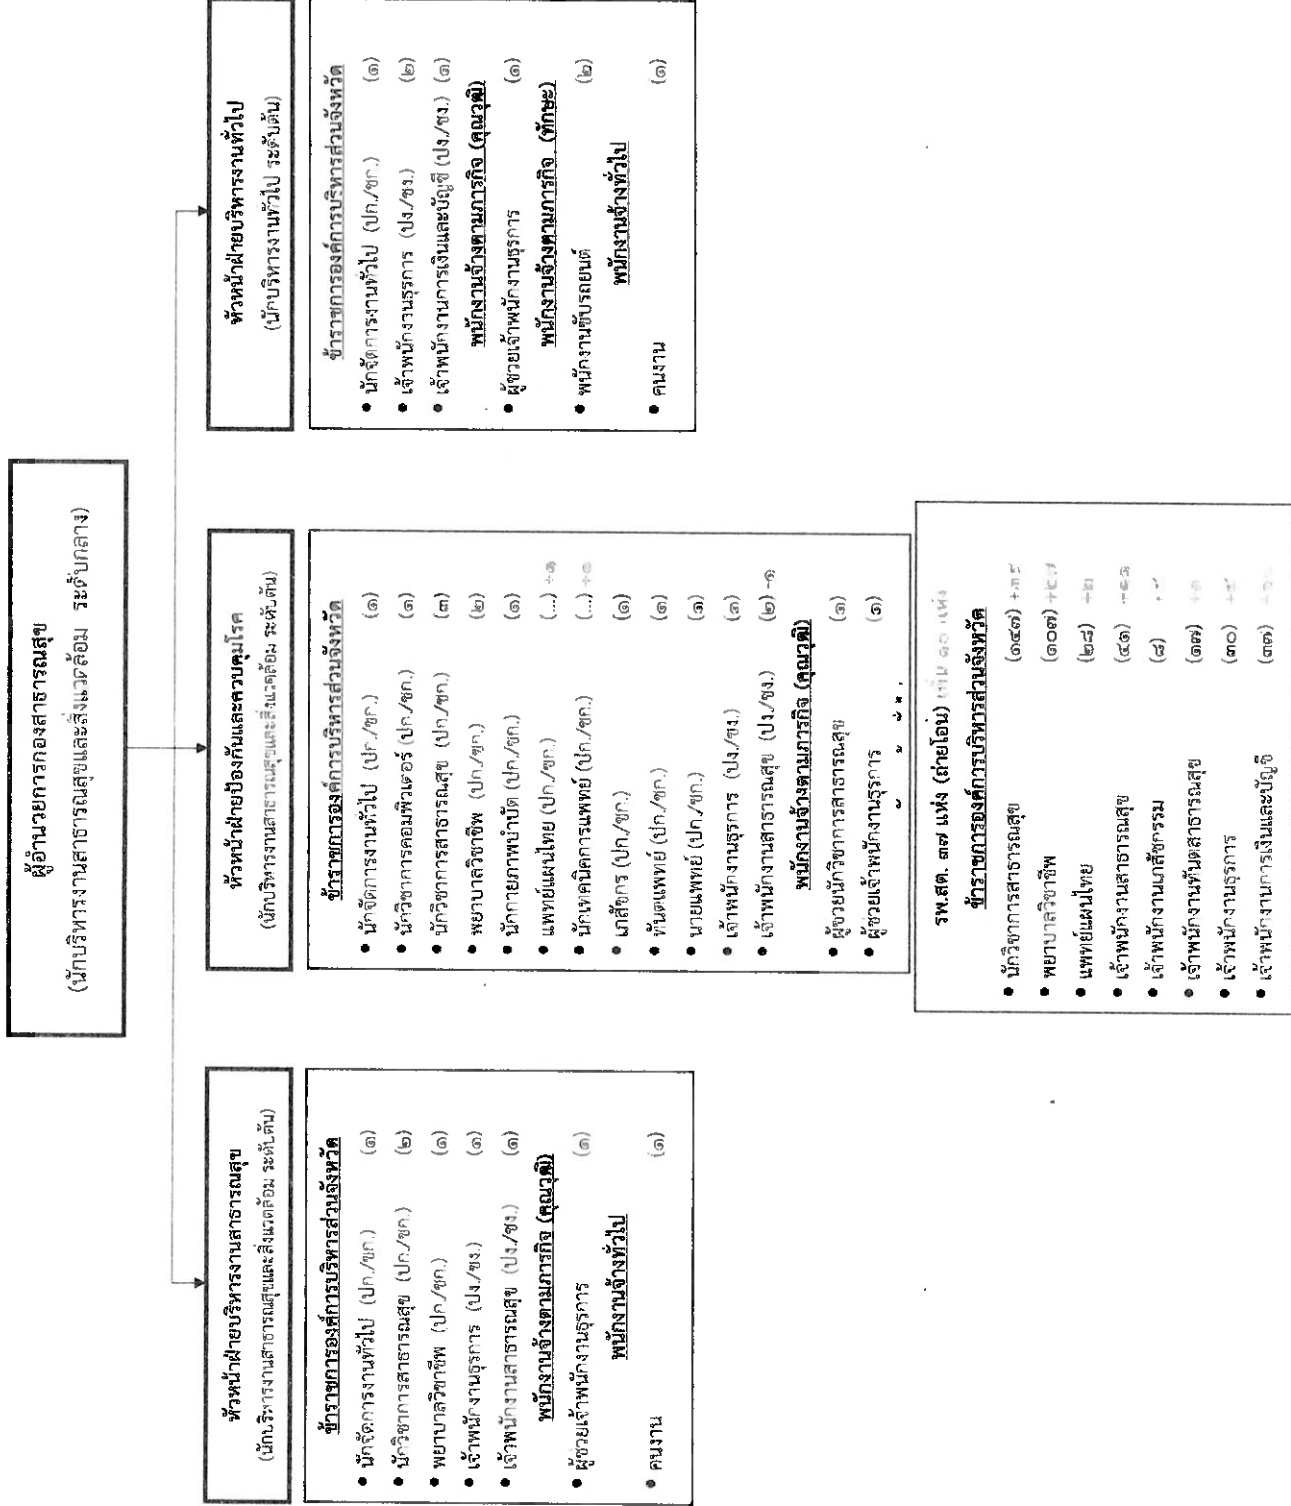 ผู้อำนวยการกองสาธารณสุข
(นักบริหารงานสาธารณสุขและสิ่งแวดล้อม ระดับกลาง)
หัวหน้าฝ่ายบริหารงานสาธารณสุข
(นักบริหารงานสาธารณสุขและสิ่งแวดล้อม ระดับต้น)
ข้าราชการองค์การบริหารส่วนจังหวัด
• นักจัดการงานทั่วไป (ปก./ชก.) (๑)
• นักวิชาการสาธารณสุข (ปก./ชก.) (๒)
• พยาบาลวิชาชีพ (ปก./ชก.) (๑)
• เจ้าพนักงานธุรการ (ปง./ชง.) (๑)
• เจ้าพนักงานสาธารณสุข (ปง./ชง.) (๑)
พนักงานจ้างตามภารกิจ (คุณวุฒิ)
• ผู้ช่วยเจ้าพนักงานธุรการ (๑)
พนักงานจ้างทั่วไป
• คนงาน (๑)
หัวหน้าฝ่ายป้องกันและควบคุมโรค
(นักบริหารงานสาธารณสุขและสิ่งแวดล้อม ระดับต้น)
ข้าราชการองค์การบริหารส่วนจังหวัด
• นักจัดการงานทั่วไป (ปก./ชก.) (๑)
• นักวิชาการคอมพิวเตอร์ (ปก./ชก.) (๑)
• นักวิชาการสาธารณสุข (ปก./ชก.) (๓)
• พยาบาลวิชาชีพ (ปก./ชก.) (๒)
• นักกายภาพบำบัด (ปก./ชก.) (๑)
• แพทย์แผนไทย (ปก./ชก.) (...) +๑
• นักเทคนิคการแพทย์ (ปก./ชก.) (...) +๑
• เภสัชกร (ปก./ชก.) (๑)
• ทันตแพทย์ (ปก./ชก.) (๑)
• นายแพทย์ (ปก./ชก.) (๑)
• เจ้าพนักงานธุรการ (ปง./ชง.) (๑)
• เจ้าพนักงานสาธารณสุข (ปง./ชง.) (๒) -๑
พนักงานจ้างตามภารกิจ (คุณวุฒิ)
• ผู้ช่วยนักวิชาการสาธารณสุข (๑)
• ผู้ช่วยเจ้าพนักงานธุรการ (๑)
รพ.สต. ๓๗ แห่ง (ถ่ายโอน) เพิ่ม ๑๐ แห่ง
ข้าราชการองค์การบริหารส่วนจังหวัด
• นักวิชาการสาธารณสุข (๑๔๗)
• พยาบาลวิชาชีพ (๑๐๗)
• แพทย์แผนไทย (๒๘)
• เจ้าพนักงานสาธารณสุข (๔๑)
• เจ้าพนักงานเภสัชกรรม (๘)
• เจ้าพนักงานทันตสาธารณสุข (๑๗)
• เจ้าพนักงานธุรการ (๓๐)
• เจ้าพนักงานการเงินและบัญชี (๓๗)
หัวหน้าฝ่ายบริหารงานทั่วไป
(นักบริหารงานทั่วไป ระดับต้น)
ข้าราชการองค์การบริหารส่วนจังหวัด
• นักจัดการงานทั่วไป (ปก./ชก.) (๑)
• เจ้าพนักงานธุรการ (ปง./ชง.) (๒)
• เจ้าพนักงานการเงินและบัญชี (ปง./ชง.) (๑)
พนักงานจ้างตามภารกิจ (คุณวุฒิ)
• ผู้ช่วยเจ้าพนักงานธุรการ (๑)
พนักงานจ้างตามภารกิจ (ทักษะ)
• พนักงานขับรถยนต์ (๒)
พนักงานจ้างทั่วไป
• คนงาน (๑)